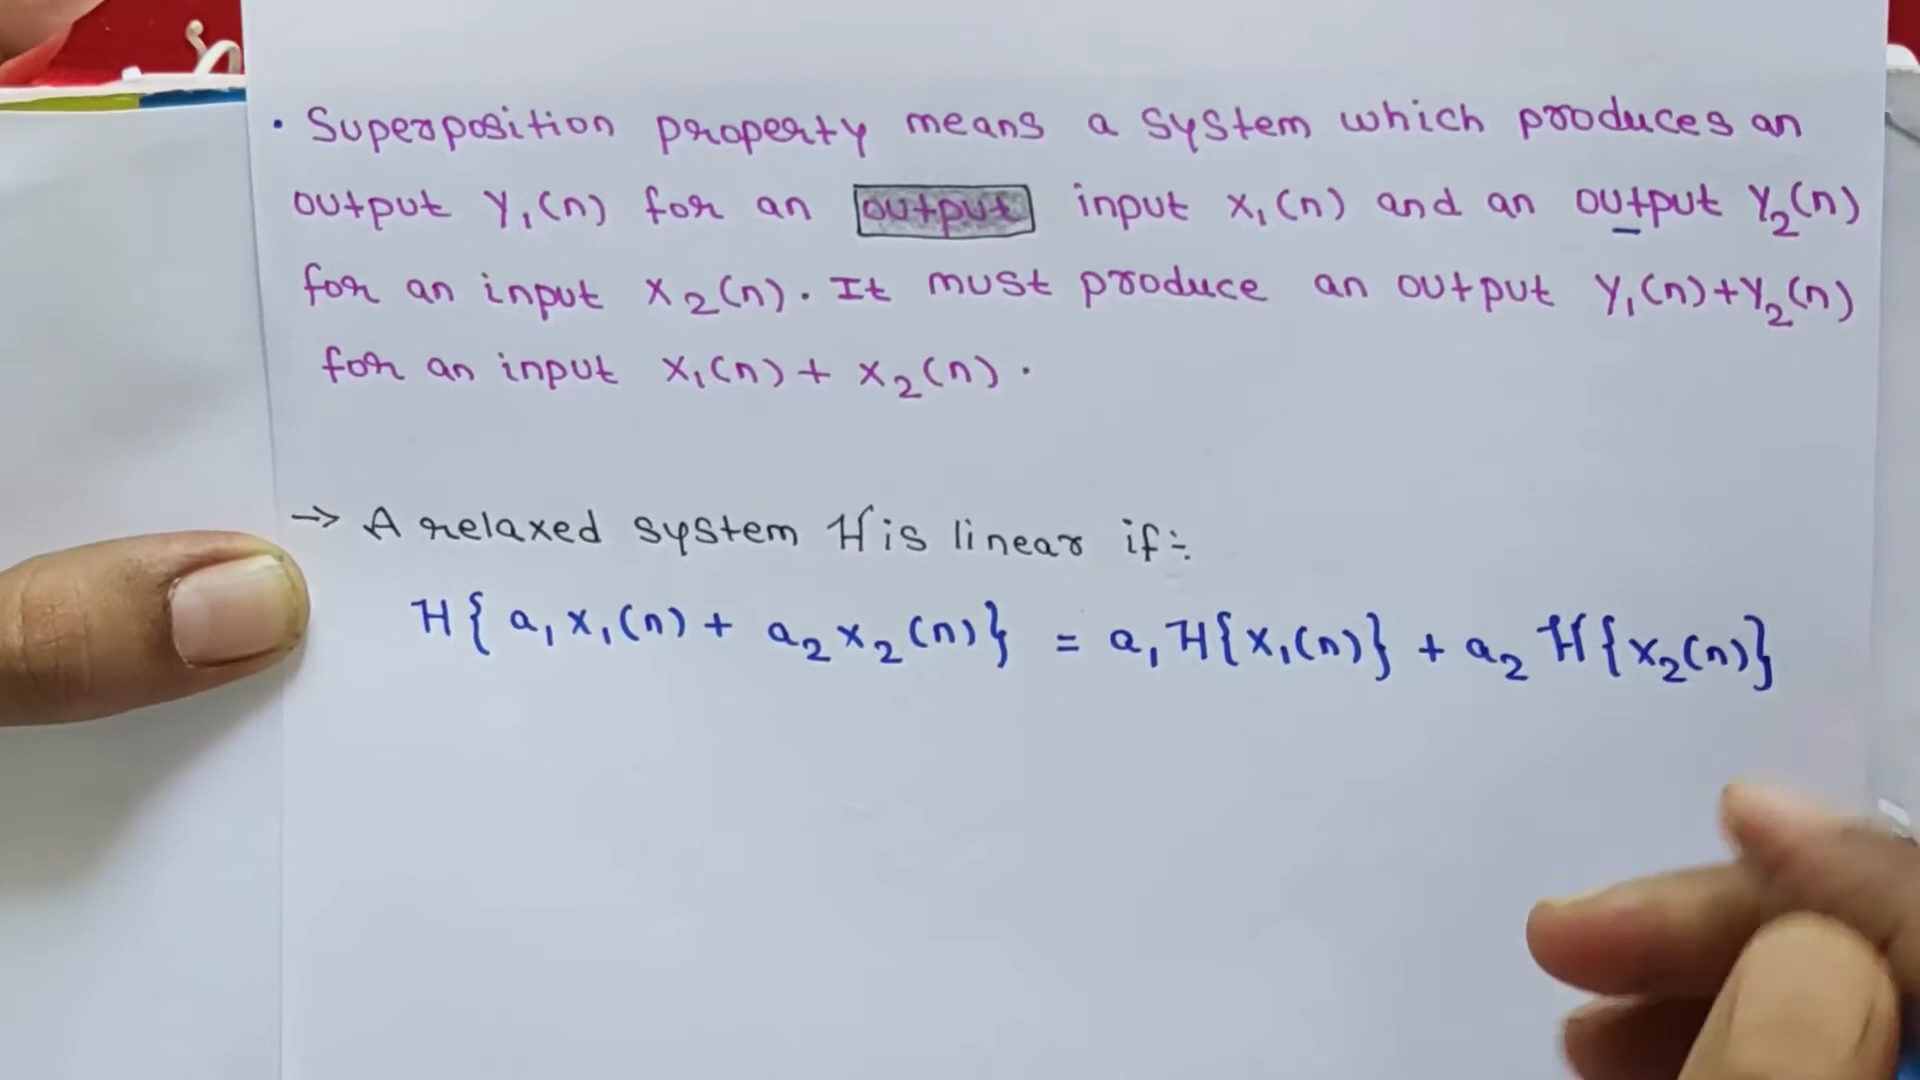 • Superposition property means a system which produces an
output y₁(n) for an output input x₁(n) and an output y₂(n)
for an input x₂(n). It must produce an output y₁(n)+y₂(n)
for an input x₁(n) + x₂(n).
→ A relaxed system H is linear if :-
H{ a₁x₁(n) + a₂x₂(n)} = a₁H{x₁(n)} + a₂ H{x₂(n)}